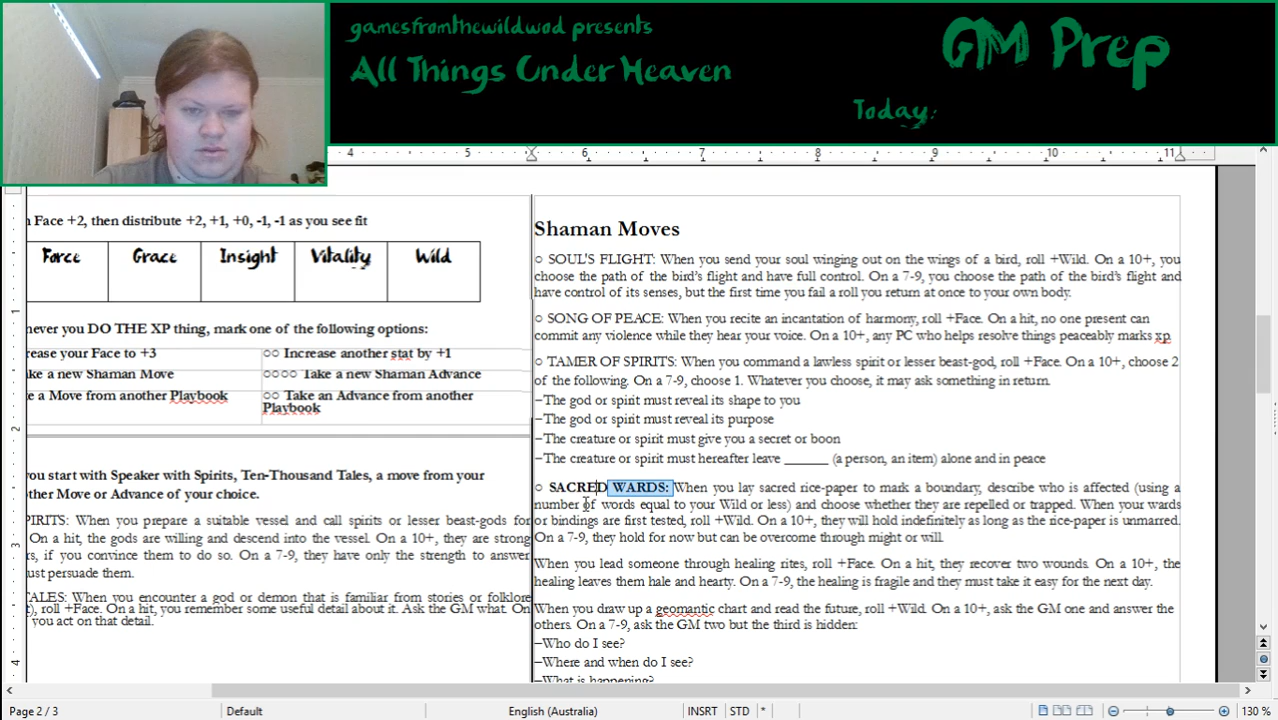 gamesfromthewildwod presents
All Things Under Heaven
GM Prep
Today:
4 5 6 7 8 9 10 11
n Face +2, then distribute +2, +1, +0, -1, -1 as you see fit
Force Grace Insight Vitality Wild
never you DO THE XP thing, mark one of the following options:
rease your Face to +3
○○ Increase another stat by +1
ke a new Shaman Move
○○○○ Take a new Shaman Advance
e a Move from another Playbook
○○ Take an Advance from another
Playbook
you start with Speaker with Spirits, Ten-Thousand Tales, a move from your
ther Move or Advance of your choice.
PIRITS: When you prepare a suitable vessel and call spirits or lesser beast-gods for
On a hit, the gods are willing and descend into the vessel. On a 10+, they are strong
rs, if you convince them to do so. On a 7-9, they have only the strength to answer
ust persuade them.
TALES: When you encounter a god or demon that is familiar from stories or folklore
t), roll +Face. On a hit, you remember some useful detail about it. Ask the GM what. On
you act on that detail.
1
2
3
4
Shaman Moves
○ SOUL'S FLIGHT: When you send your soul winging out on the wings of a bird, roll +Wild. On a 10+, you
choose the path of the bird's flight and have full control. On a 7-9, you choose the path of the bird's flight and
have control of its senses, but the first time you fail a roll you return at once to your own body.
○ SONG OF PEACE: When you recite an incantation of harmony, roll +Face. On a hit, no one present can
commit any violence while they hear your voice. On a 10+, any PC who helps resolve things peaceably marks xp
○ TAMER OF SPIRITS: When you command a lawless spirit or lesser beast-god, roll +Face. On a 10+, choose 2
of the following. On a 7-9, choose 1. Whatever you choose, it may ask something in return.
–The god or spirit must reveal its shape to you
–The god or spirit must reveal its purpose
–The creature or spirit must give you a secret or boon
–The creature or spirit must hereafter leave ______ (a person, an item) alone and in peace
○ SACRED WARDS: When you lay sacred rice-paper to mark a boundary, describe who is affected (using a
number of words equal to your Wild or less) and choose whether they are repelled or trapped. When your wards
or bindings are first tested, roll +Wild. On a 10+, they will hold indefinitely as long as the rice-paper is unmarred.
On a 7-9, they hold for now but can be overcome through might or will.
When you lead someone through healing rites, roll +Face. On a hit, they recover two wounds. On a 10+, the
healing leaves them hale and hearty. On a 7-9, the healing is fragile and they must take it easy for the next day.
When you draw up a geomantic chart and read the future, roll +Wild. On a 10+, ask the GM one and answer the
others. On a 7-9, ask the GM two but the third is hidden:
–Who do I see?
–Where and when do I see?
–What is happening?
Page 2 / 3 Default English (Australia) INSRT STD * 130 %